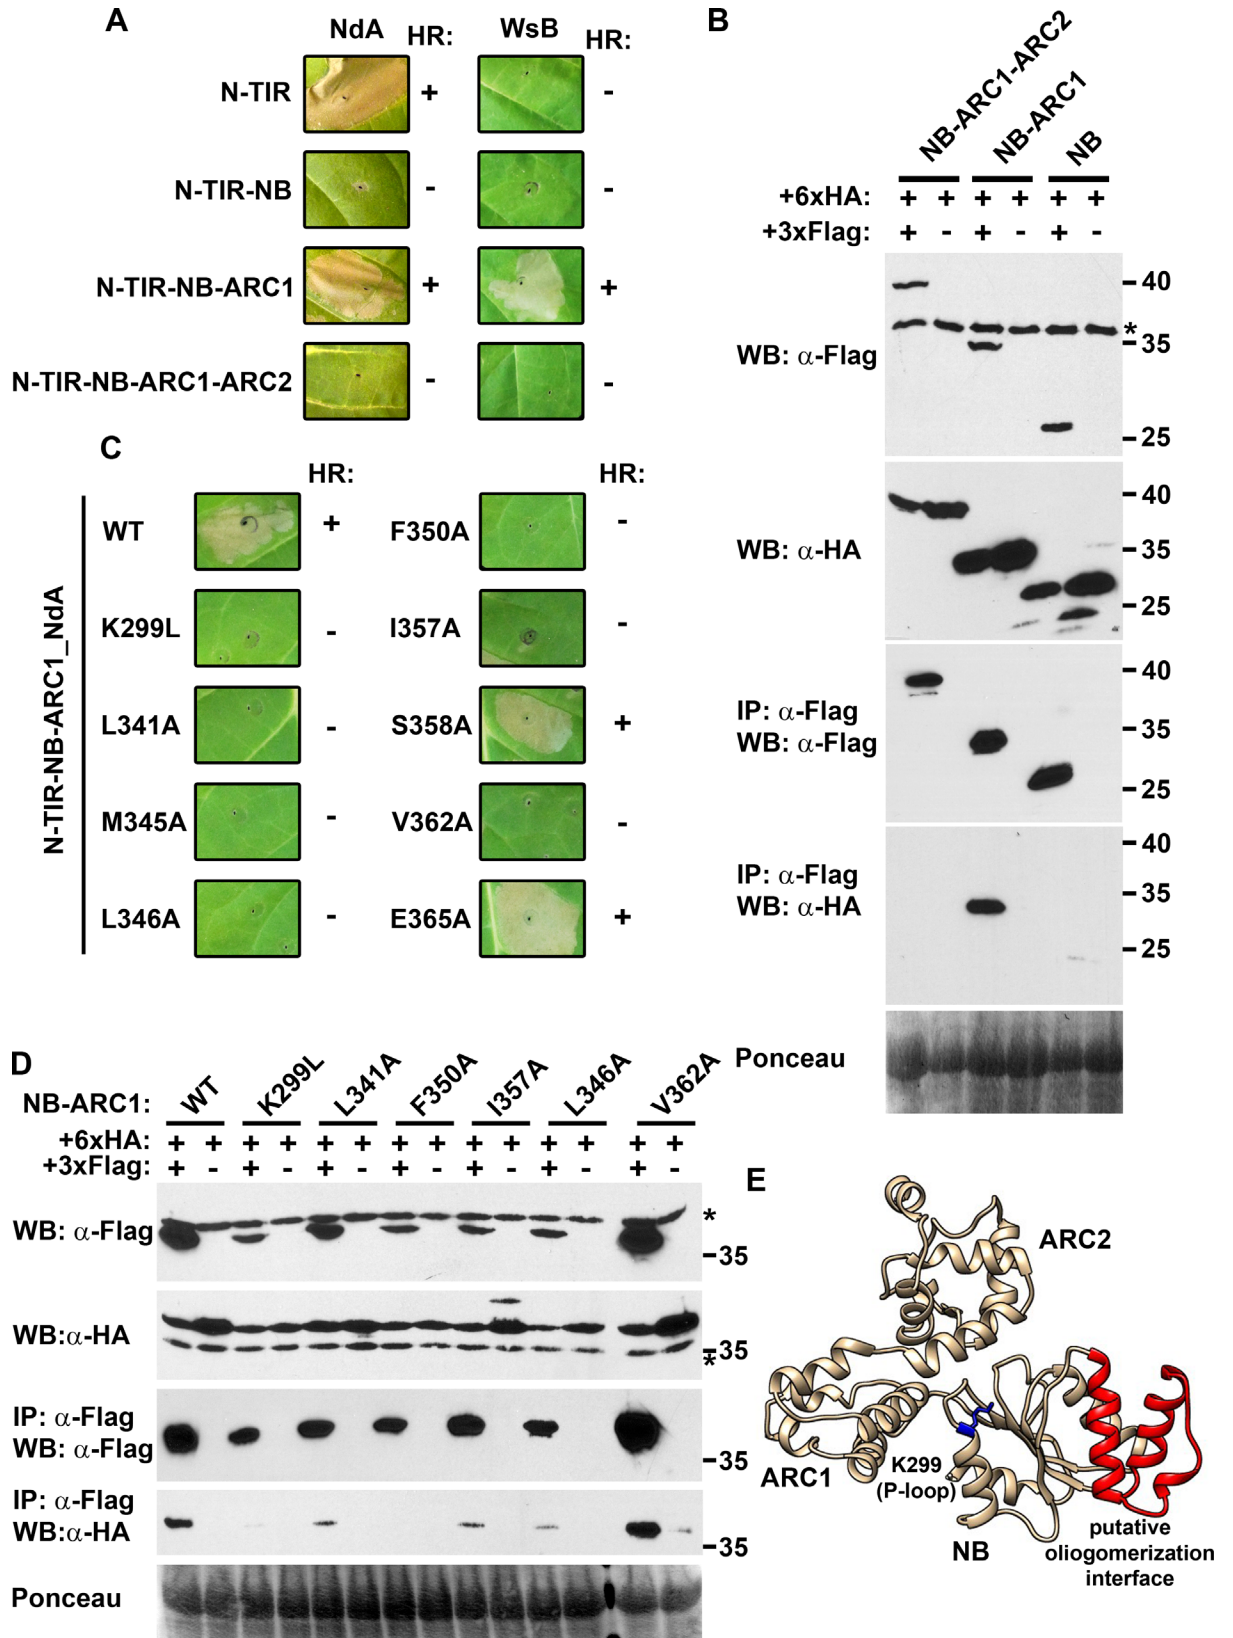 A
NdA HR: WsB HR:
N-TIR + -
N-TIR-NB - -
N-TIR-NB-ARC1 + +
N-TIR-NB-ARC1-ARC2 - -
B
NB-ARC1-ARC2 NB-ARC1 NB
+6xHA: + + + + + +
+3xFlag: + - + - + -
WB: α-Flag 40 * 35 25
WB: α-HA 40 35 25
IP: α-Flag
WB: α-Flag
40 35 25
IP: α-Flag
WB: α-HA
40 35 25
Ponceau
C
HR: HR:
N-TIR-NB-ARC1_NdA
WT + F350A -
K299L - I357A -
L341A - S358A +
M345A - V362A -
L346A - E365A +
D
NB-ARC1: WT K299L L341A F350A I357A L346A V362A
+6xHA: + + + + + + + + + + + + + +
+3xFlag: + - + - + - + - + - + - + -
WB: α-Flag * 35
WB:α-HA 35 *
IP: α-Flag
WB: α-Flag
35
IP: α-Flag
WB:α-HA
35
Ponceau
E
ARC2
ARC1
K299
(P-loop)
NB
putative
oliogomerization
interface